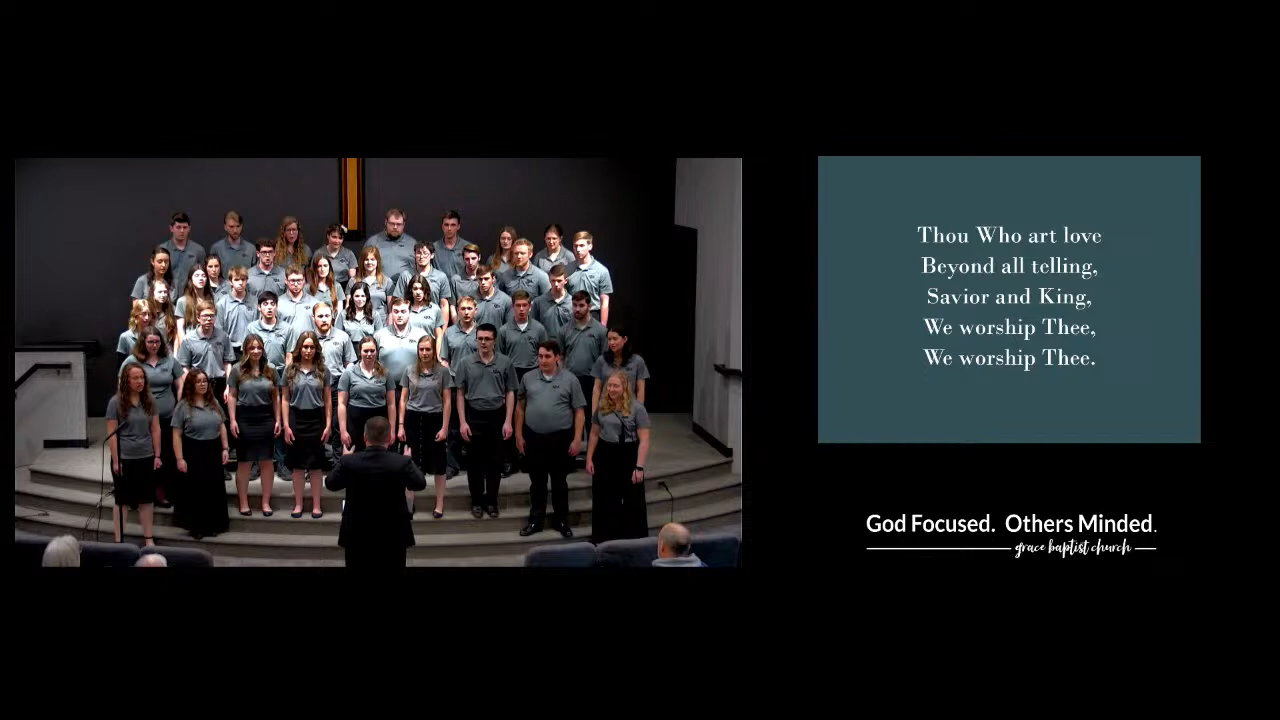 Thou Who art love
Beyond all telling,
Savior and King,
We worship Thee,
We worship Thee.
God Focused. Others Minded.
grace baptist church